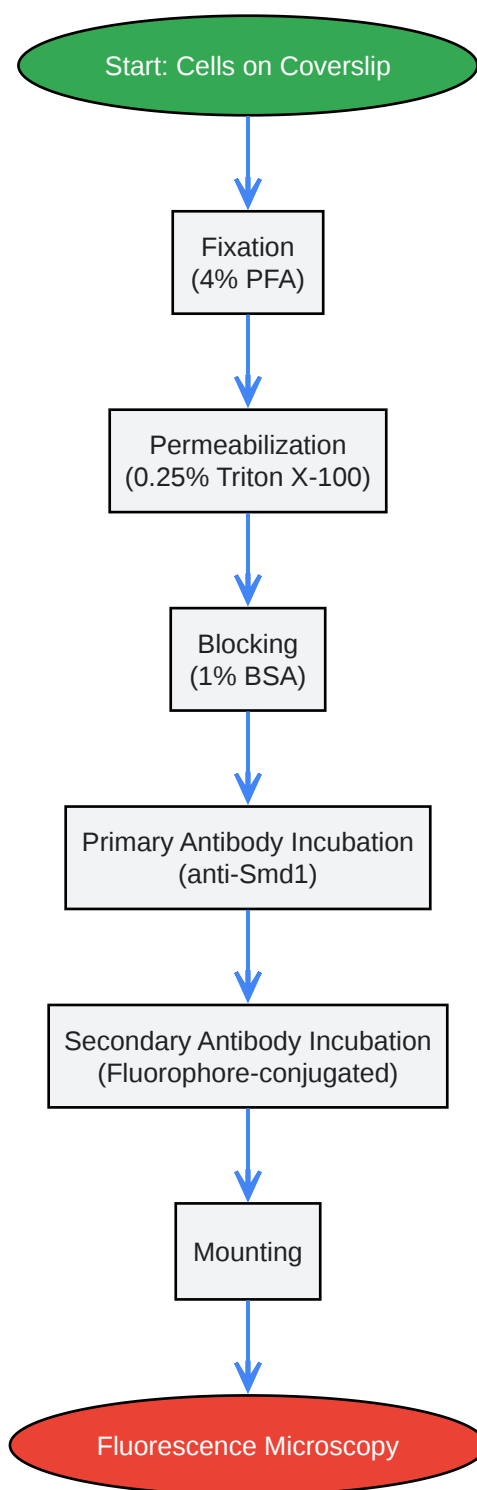 Start: Cells on Coverslip
Fixation
(4% PFA)
Permeabilization
(0.25% Triton X-100)
Blocking
(1% BSA)
Primary Antibody Incubation
(anti-Smd1)
Secondary Antibody Incubation
(Fluorophore-conjugated)
Mounting
Fluorescence Microscopy